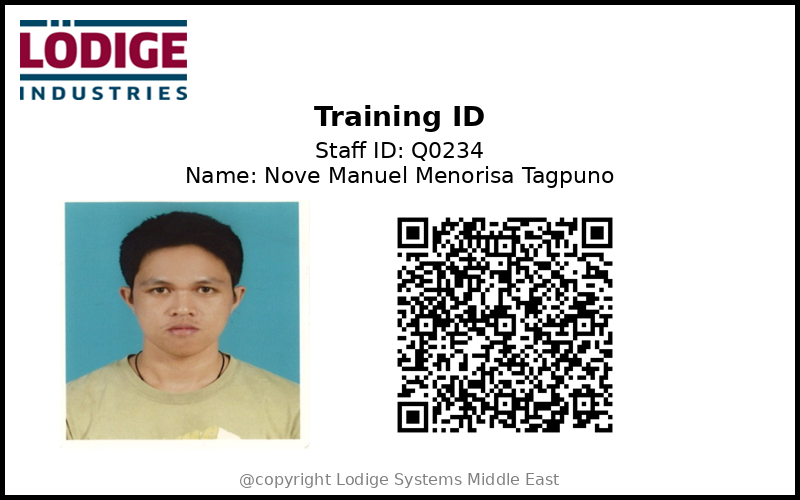 LÖDIGE
INDUSTRIES
Training ID
Staff ID: Q0234
Name: Nove Manuel Menorisa Tagpuno
@copyright Lodige Systems Middle East